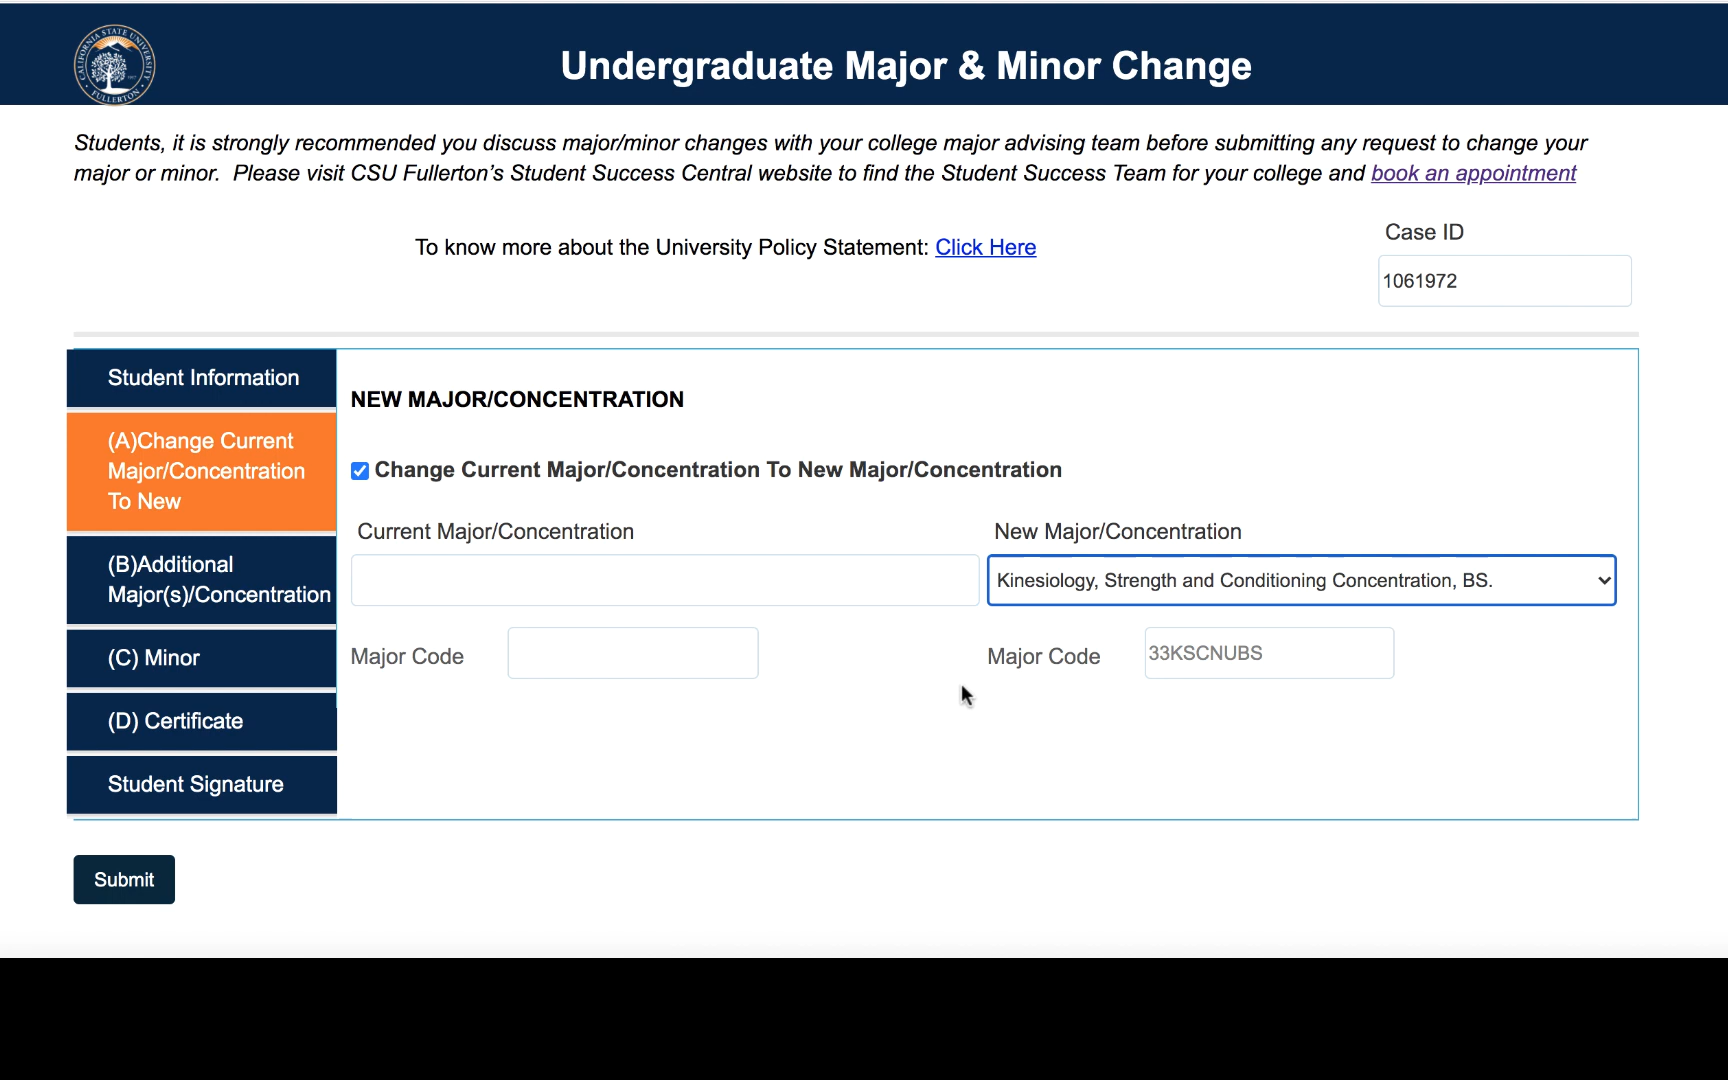 CALIFORNIA STATE UNIVERSITY
FULLERTON
Undergraduate Major & Minor Change
Students, it is strongly recommended you discuss major/minor changes with your college major advising team before submitting any request to change your
major or minor.  Please visit CSU Fullerton’s Student Success Central website to find the Student Success Team for your college and book an appointment
To know more about the University Policy Statement: Click Here
Case ID
1061972
Student Information
(A)Change Current
Major/Concentration
To New
(B)Additional
Major(s)/Concentration
(C) Minor
(D) Certificate
Student Signature
NEW MAJOR/CONCENTRATION
Change Current Major/Concentration To New Major/Concentration
Current Major/Concentration
New Major/Concentration
Kinesiology, Strength and Conditioning Concentration, BS.
Major Code
Major Code
33KSCNUBS
Submit